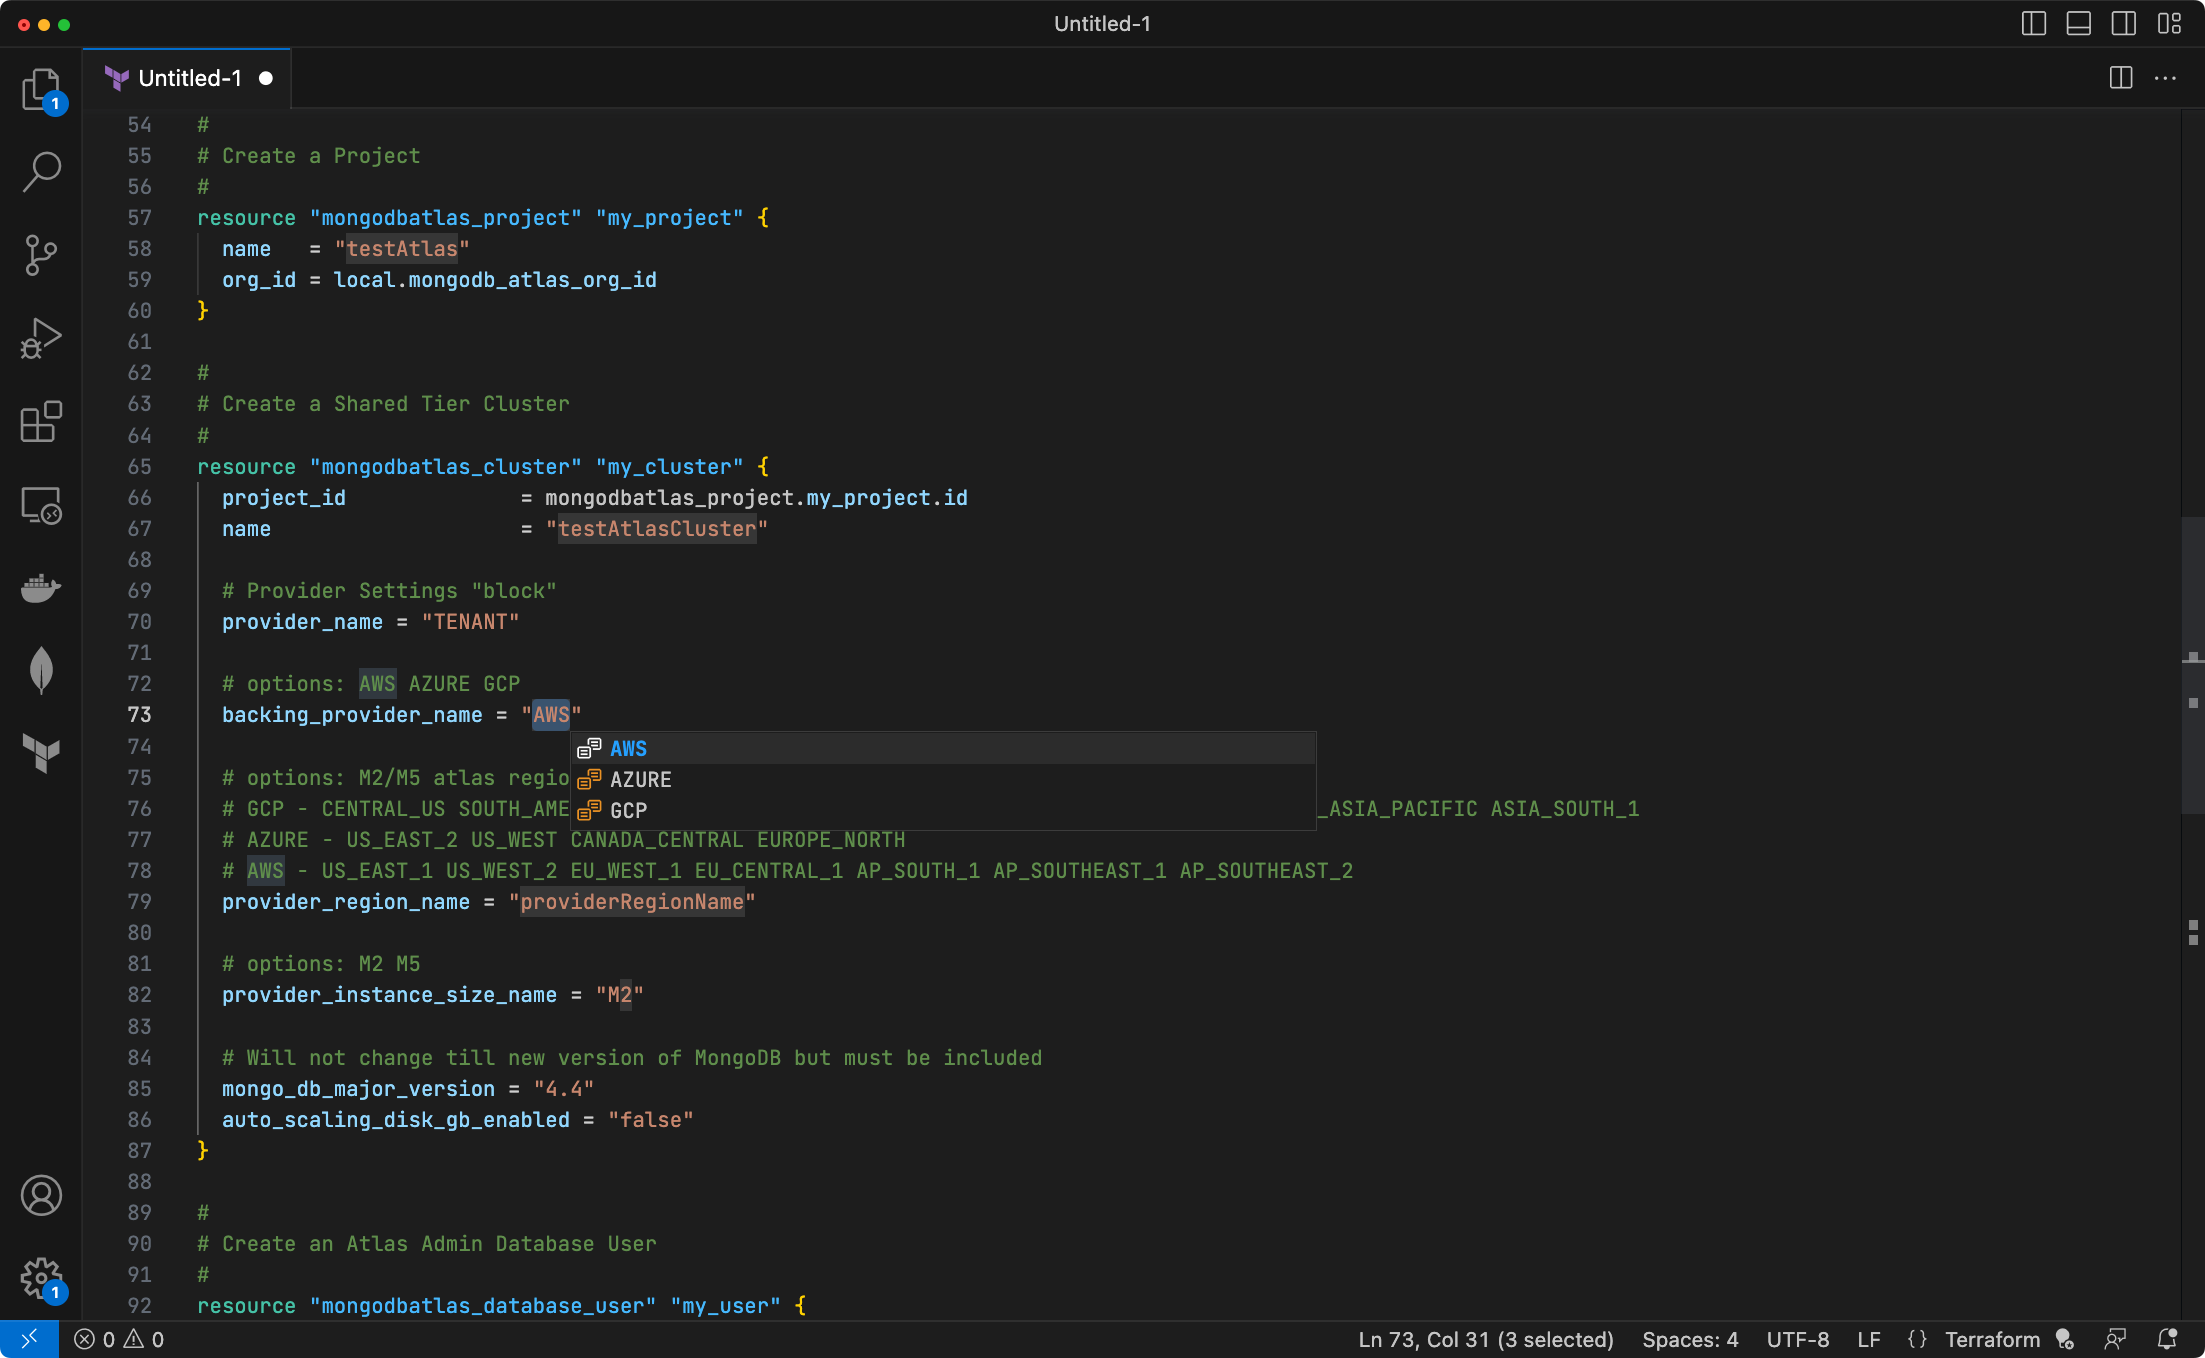 Untitled-1
Untitled-1
1
54 #
55 # Create a Project
56 #
57 resource "mongodbatlas_project" "my_project" {
58 name = "testAtlas"
59 org_id = local.mongodb_atlas_org_id
60 }
61
62 #
63 # Create a Shared Tier Cluster
64 #
65 resource "mongodbatlas_cluster" "my_cluster" {
66 project_id = mongodbatlas_project.my_project.id
67 name = "testAtlasCluster"
68
69 # Provider Settings "block"
70 provider_name = "TENANT"
71
72 # options: AWS AZURE GCP
73 backing_provider_name = "AWS"
74 AWS
75 # options: M2/M5 atlas regio AZURE
76 # GCP - CENTRAL_US SOUTH_AME GCP _ASIA_PACIFIC ASIA_SOUTH_1
77 # AZURE - US_EAST_2 US_WEST CANADA_CENTRAL EUROPE_NORTH
78 # AWS - US_EAST_1 US_WEST_2 EU_WEST_1 EU_CENTRAL_1 AP_SOUTH_1 AP_SOUTHEAST_1 AP_SOUTHEAST_2
79 provider_region_name = "providerRegionName"
80
81 # options: M2 M5
82 provider_instance_size_name = "M2"
83
84 # Will not change till new version of MongoDB but must be included
85 mongo_db_major_version = "4.4"
86 auto_scaling_disk_gb_enabled = "false"
87 }
88
89 #
90 # Create an Atlas Admin Database User
91 #
1
92 resource "mongodbatlas_database_user" "my_user" {
0 0 Ln 73, Col 31 (3 selected) Spaces: 4 UTF-8 LF {} Terraform